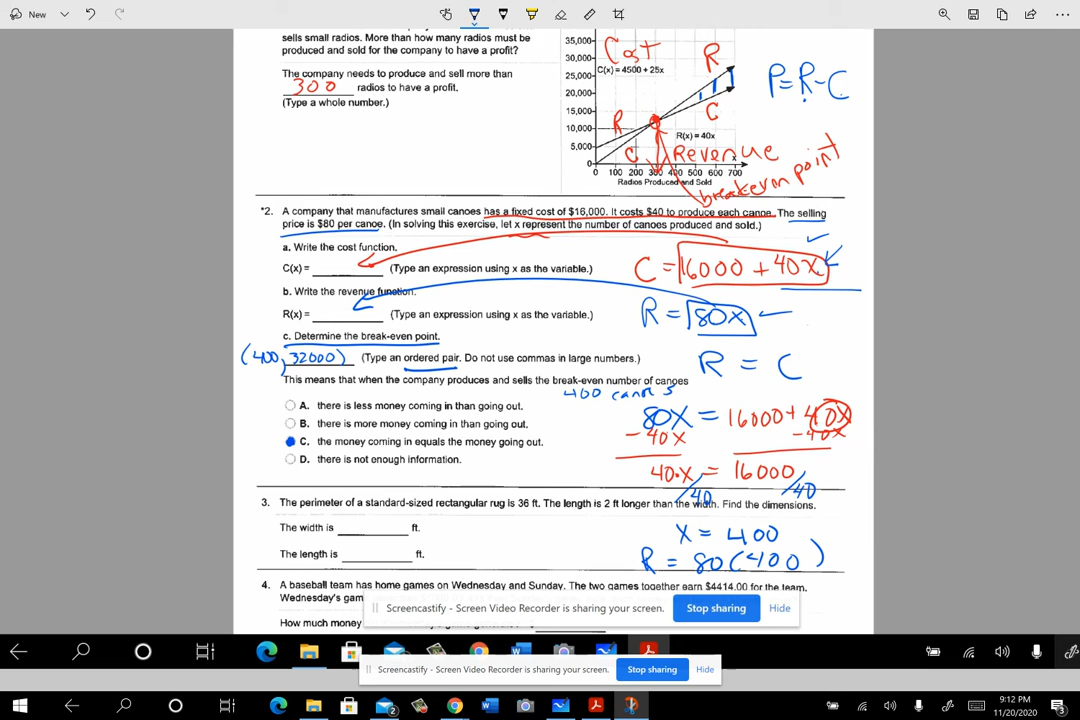 New
sells small radios. More than how many radios must be
produced and sold for the company to have a profit?
The company needs to produce and sell more than
300 radios to have a profit.
(Type a whole number.)
35,000
30,000
25,000
20,000
15,000
10,000
5,000
0
Cost
C(x) = 4500 + 25x
R
C
R
C
R(x) = 40x
Revenue
x
0 100 200 300 400 500 600 700
Radios Produced and Sold
break-even point
P = R - C
*2. A company that manufactures small canoes has a fixed cost of $16,000. It costs $40 to produce each canoe. The selling
price is $80 per canoe. (In solving this exercise, let x represent the number of canoes produced and sold.)
a. Write the cost function.
C(x) = (Type an expression using x as the variable.)
C = 16000 + 40x
b. Write the revenue function.
R(x) = (Type an expression using x as the variable.)
R = 80x
c. Determine the break-even point.
(400, 32000) (Type an ordered pair. Do not use commas in large numbers.)
R = C
This means that when the company produces and sells the break-even number of canoes
400 canoes
A. there is less money coming in than going out.
B. there is more money coming in than going out.
C. the money coming in equals the money going out.
D. there is not enough information.
80x = 16000 + 40x
-40x -40x
40·x = 16000
/40 /40
3. The perimeter of a standard-sized rectangular rug is 36 ft. The length is 2 ft longer than the width. Find the dimensions.
The width is ft.
x = 400
The length is ft.
R = 80(400)
4. A baseball team has home games on Wednesday and Sunday. The two games together earn $4414.00 for the team.
Wednesday's gam
How much money
Screencastify - Screen Video Recorder is sharing your screen. Stop sharing Hide
Screencastify - Screen Video Recorder is sharing your screen. Stop sharing Hide
9:12 PM
11/20/2020